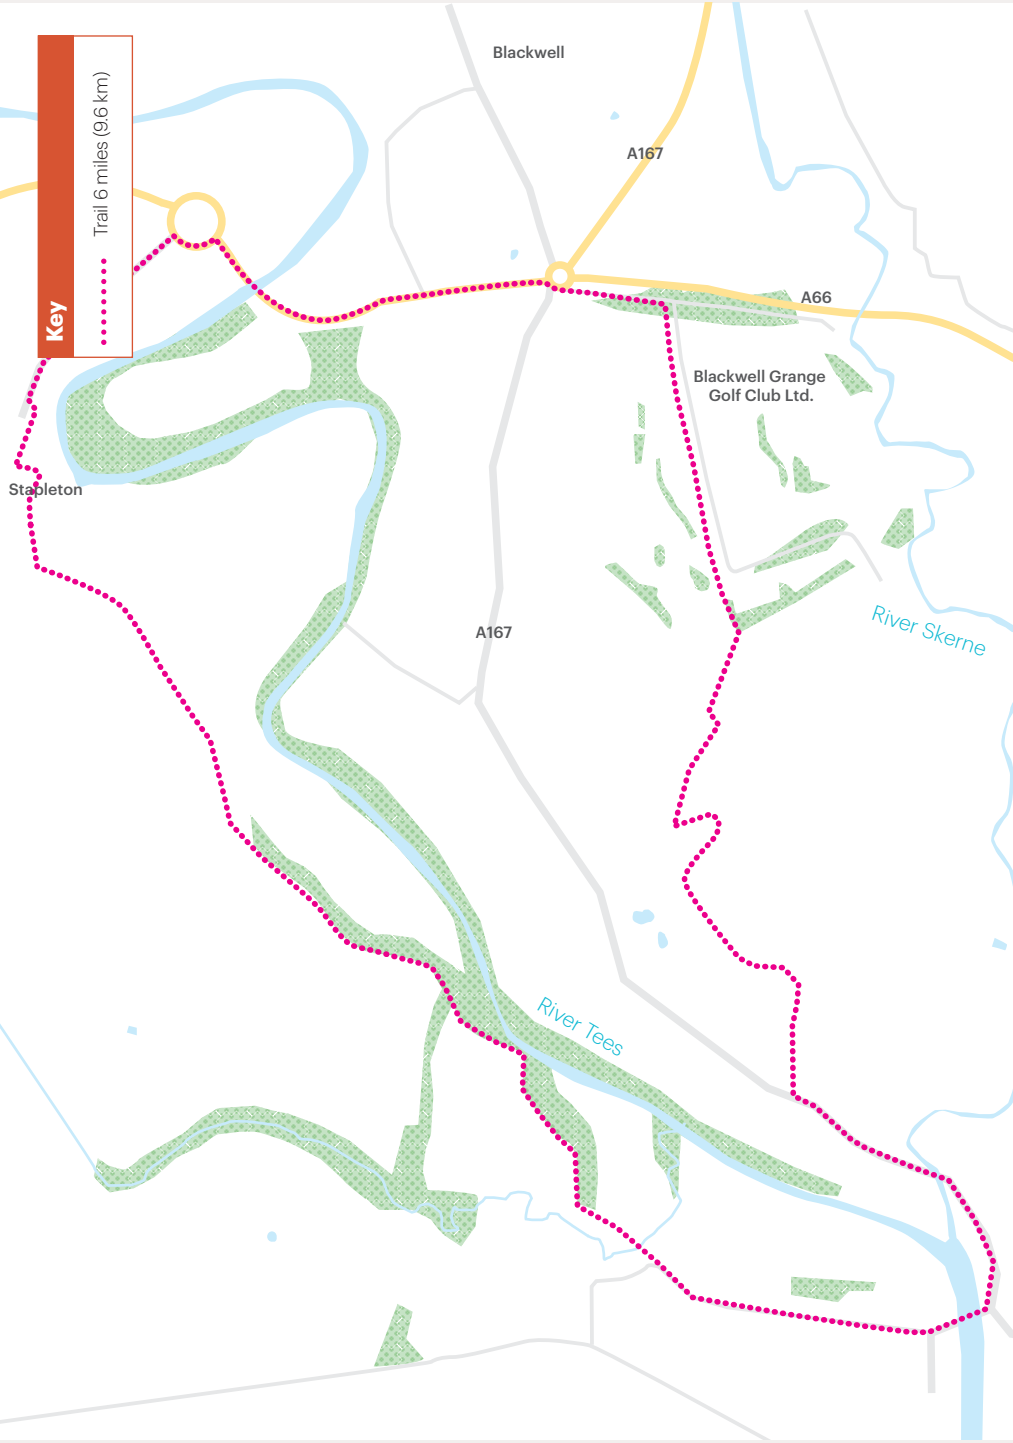 Key
Trail 6 miles (9.6 km)
Blackwell
A167
A66
Blackwell Grange
Golf Club Ltd.
Stapleton
A167
River Skerne
River Tees